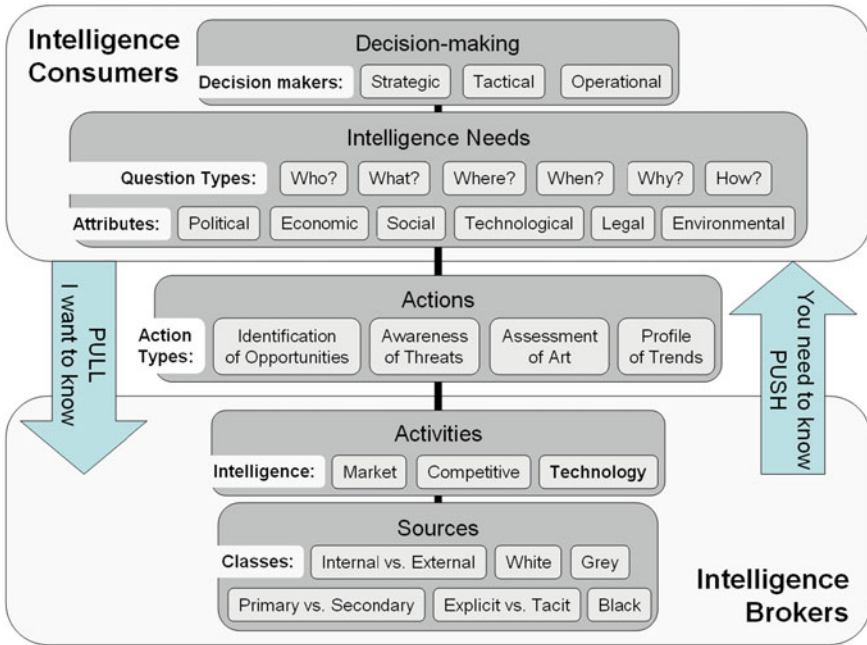 Intelligence
Consumers
Decision-making
Decision makers: Strategic Tactical Operational
Intelligence Needs
Question Types: Who? What? Where? When? Why? How?
Attributes: Political Economic Social Technological Legal Environmental
PULL
I want to know
Actions
Action
Types:
Identification
of Opportunities
Awareness
of Threats
Assessment
of Art
Profile
of Trends
You need to know
PUSH
Activities
Intelligence: Market Competitive Technology
Sources
Classes: Internal vs. External White Grey
Primary vs. Secondary Explicit vs. Tacit Black
Intelligence
Brokers